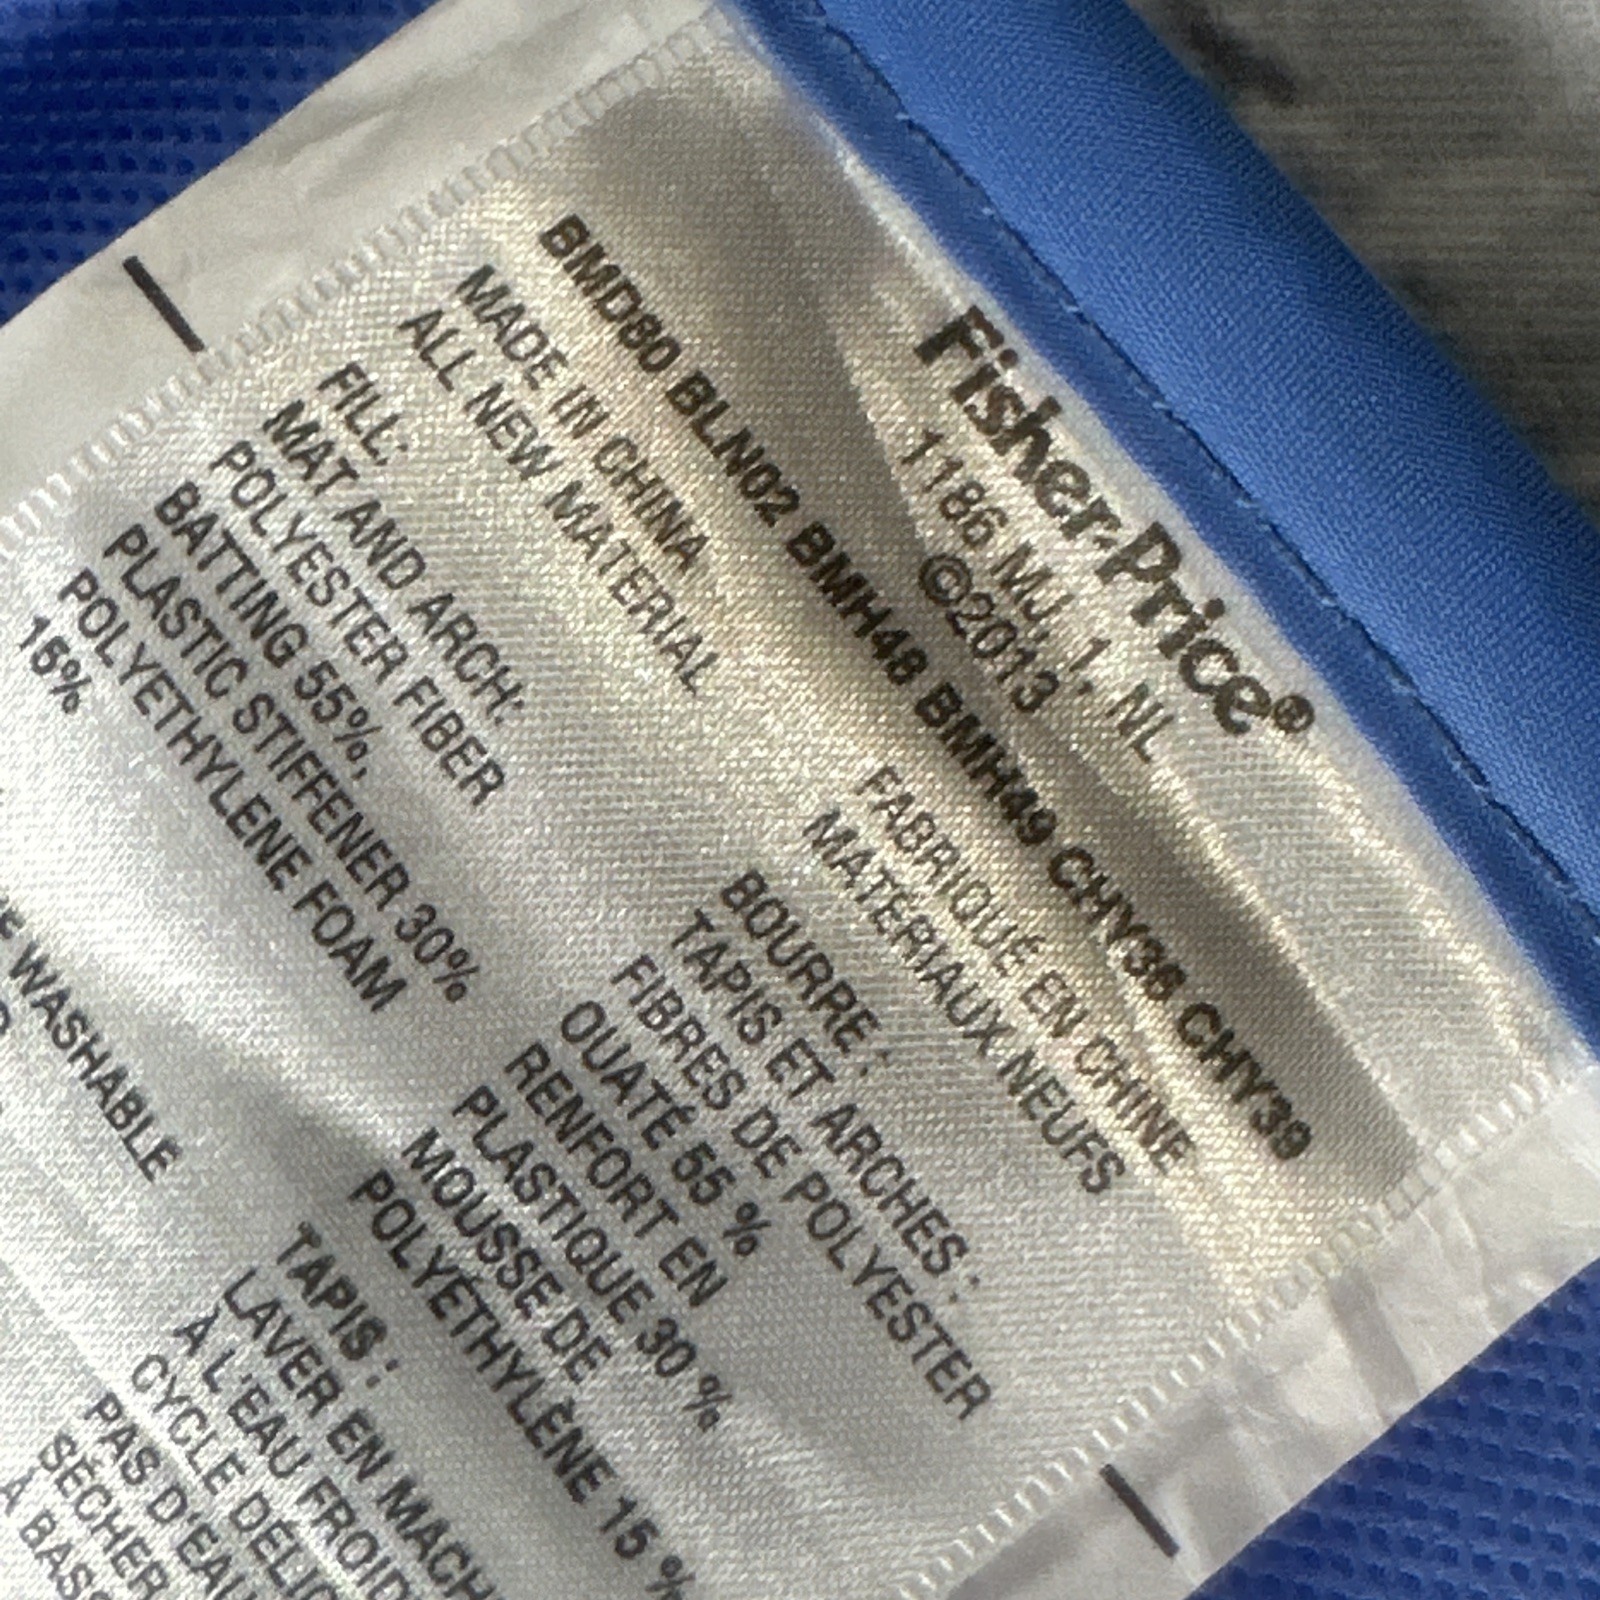 Fisher-Price®
1186 MJ, 1, NL
©2013
BMD80 BLN02 BMH48 BMH49 CHY38 CHY39
MADE IN CHINA
ALL NEW MATERIAL
FILL:
MAT AND ARCH:
POLYESTER FIBER
BATTING 55%,
PLASTIC STIFFENER 30%
POLYETHYLENE FOAM
15%
WASHABLE
FABRIQUÉ EN CHINE
MATÉRIAUX NEUFS
BOURRE :
TAPIS ET ARCHES :
FIBRES DE POLYESTER
OUATÉ 55 %
RENFORT EN
PLASTIQUE 30 %
MOUSSE DE
POLYÉTHYLÈNE 15 %
TAPIS :
LAVER EN MACH
À L'EAU FROID
CYCLE DÉLIC
PAS D'EAU
SÉCHER
À BASS